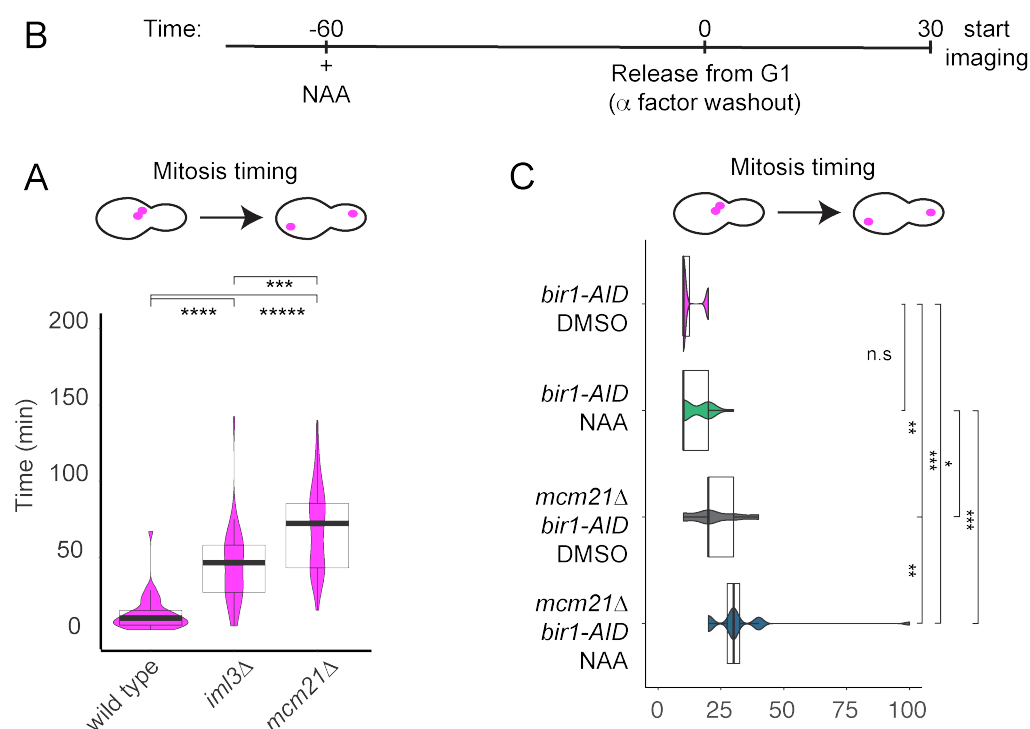 B
Time:
-60
0
30
start
imaging
+
NAA
Release from G1
(α factor washout)
A
Mitosis timing
***
****
*****
Time (min)
200
150
100
50
0
wild type
iml3Δ
mcm21Δ
C
Mitosis timing
bir1-AID
DMSO
bir1-AID
NAA
mcm21Δ
bir1-AID
DMSO
mcm21Δ
bir1-AID
NAA
n.s
**
***
*
***
**
0
25
50
75
100